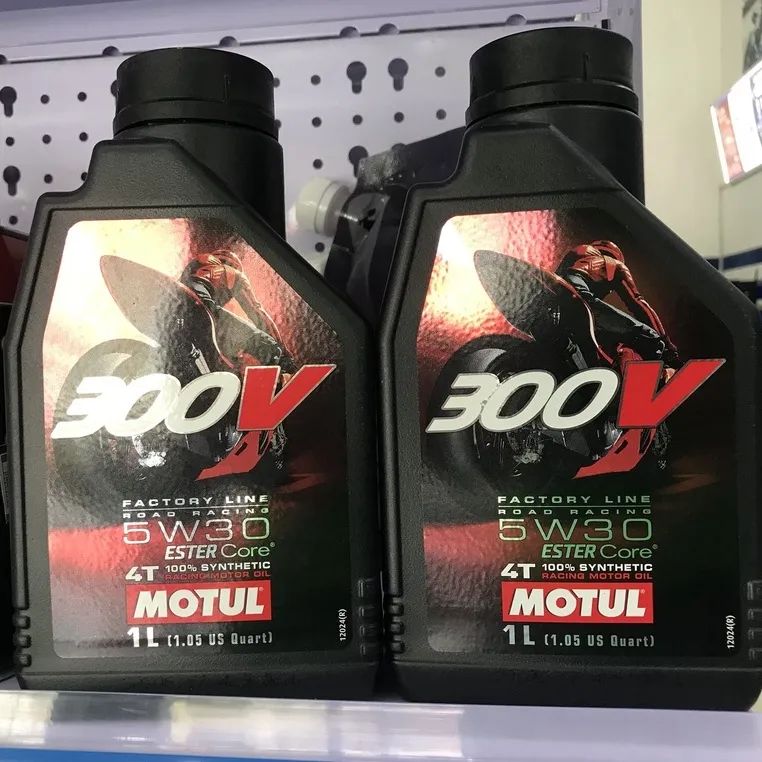 300V
FACTORY LINE
ROAD RACING
5W30
ESTER Core®
4T 100% SYNTHETIC
RACING MOTOR OIL
MOTUL
1L (1.05 US Quart)
12024(R)
300V
FACTORY LINE
ROAD RACING
5W30
ESTER Core®
4T 100% SYNTHETIC
RACING MOTOR OIL
MOTUL
1L (1.05 US Quart)
12024(R)